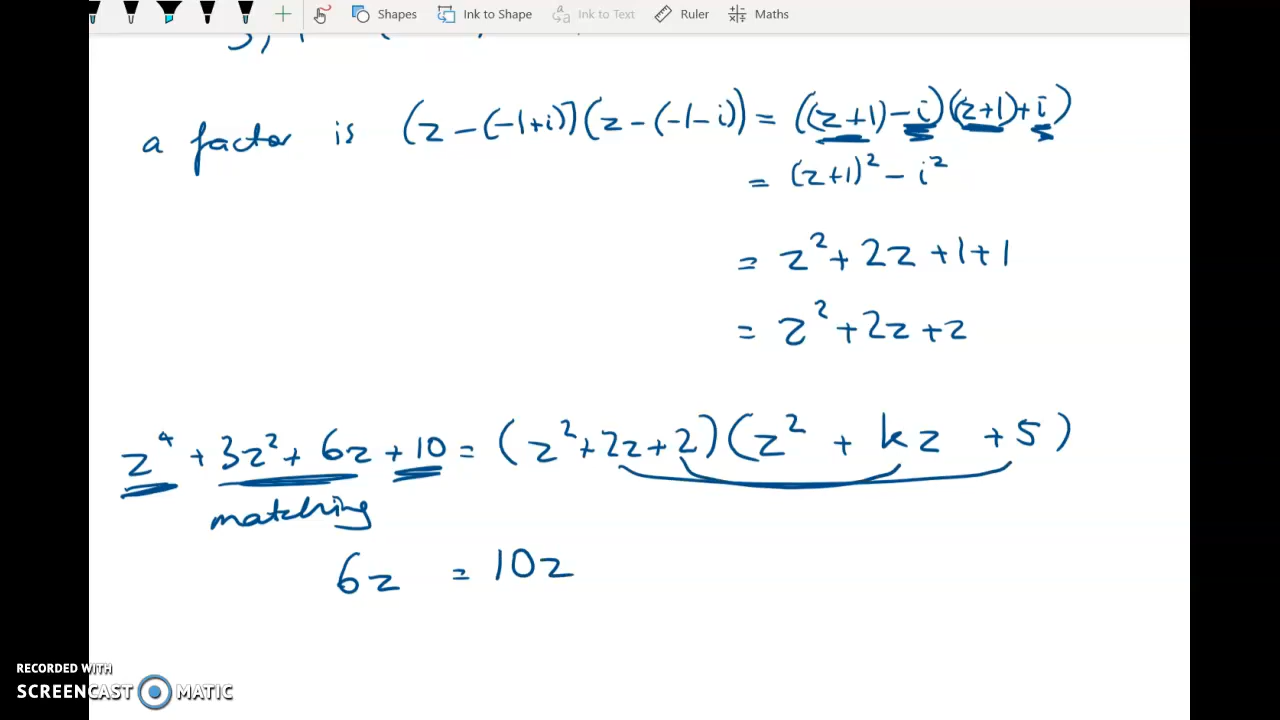 Shapes Ink to Shape Ink to Text Ruler Maths
a factor is (z - (-1+i)](z - (-1-i)) = ((z+1) - i)(z+1)+i)
= (z+1)² - i²
= z² + 2z + 1 + 1
= z² + 2z + 2
z⁴ + 3z² + 6z + 10 = (z² + 2z + 2)(z² + kz + 5)
matching
6z = 10z
RECORDED WITH
SCREENCAST MATIC